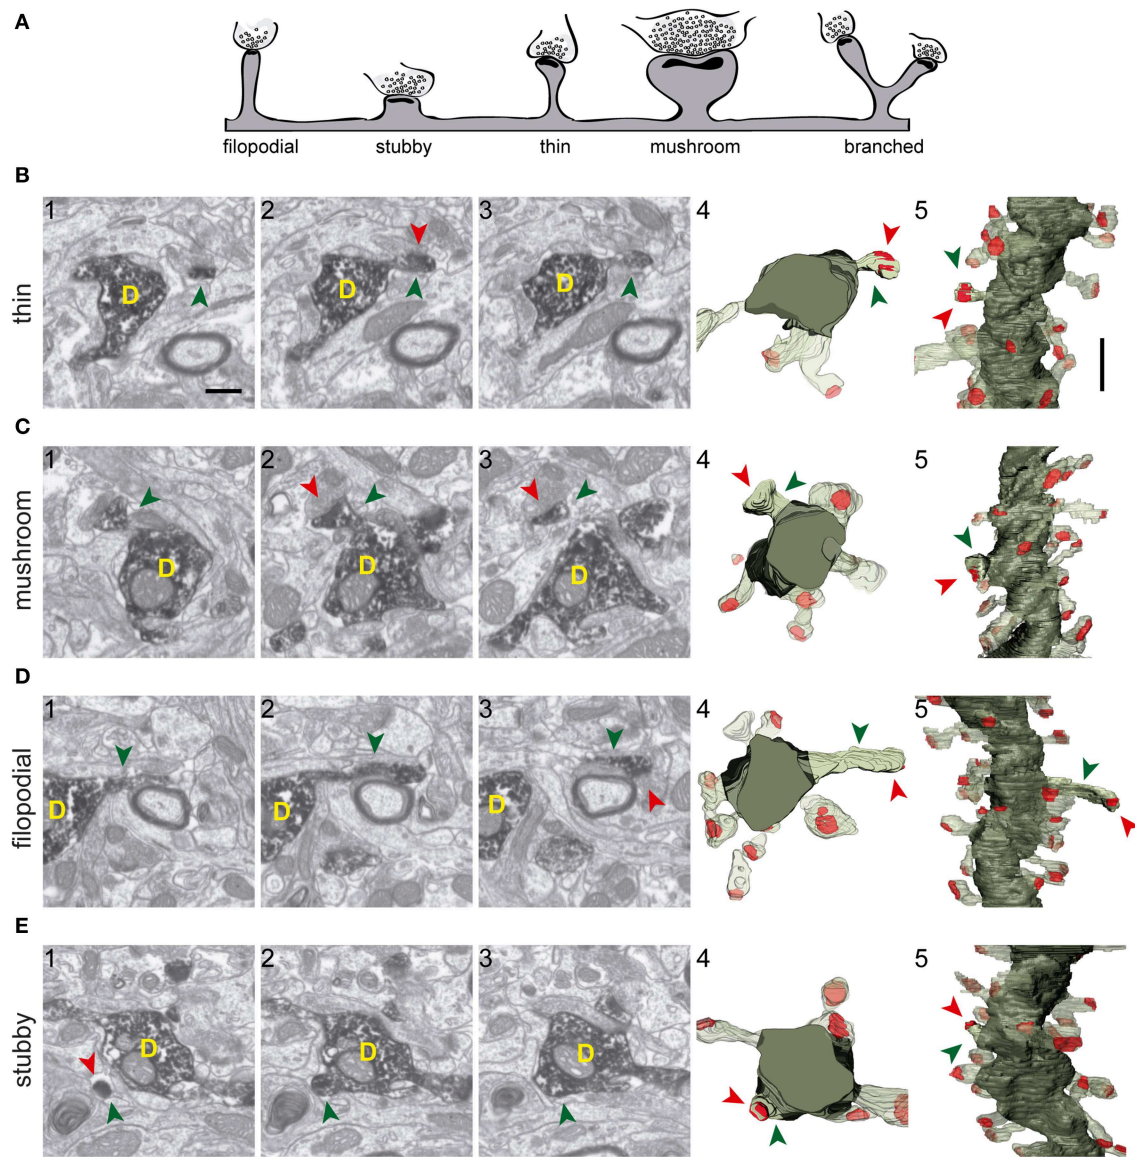 A
filopodial stubby thin mushroom branched
B
thin
1 2 3 4 5
D D D
C
mushroom
1 2 3 4 5
D D D
D
filopodial
1 2 3 4 5
D D D
E
stubby
1 2 3 4 5
D D D